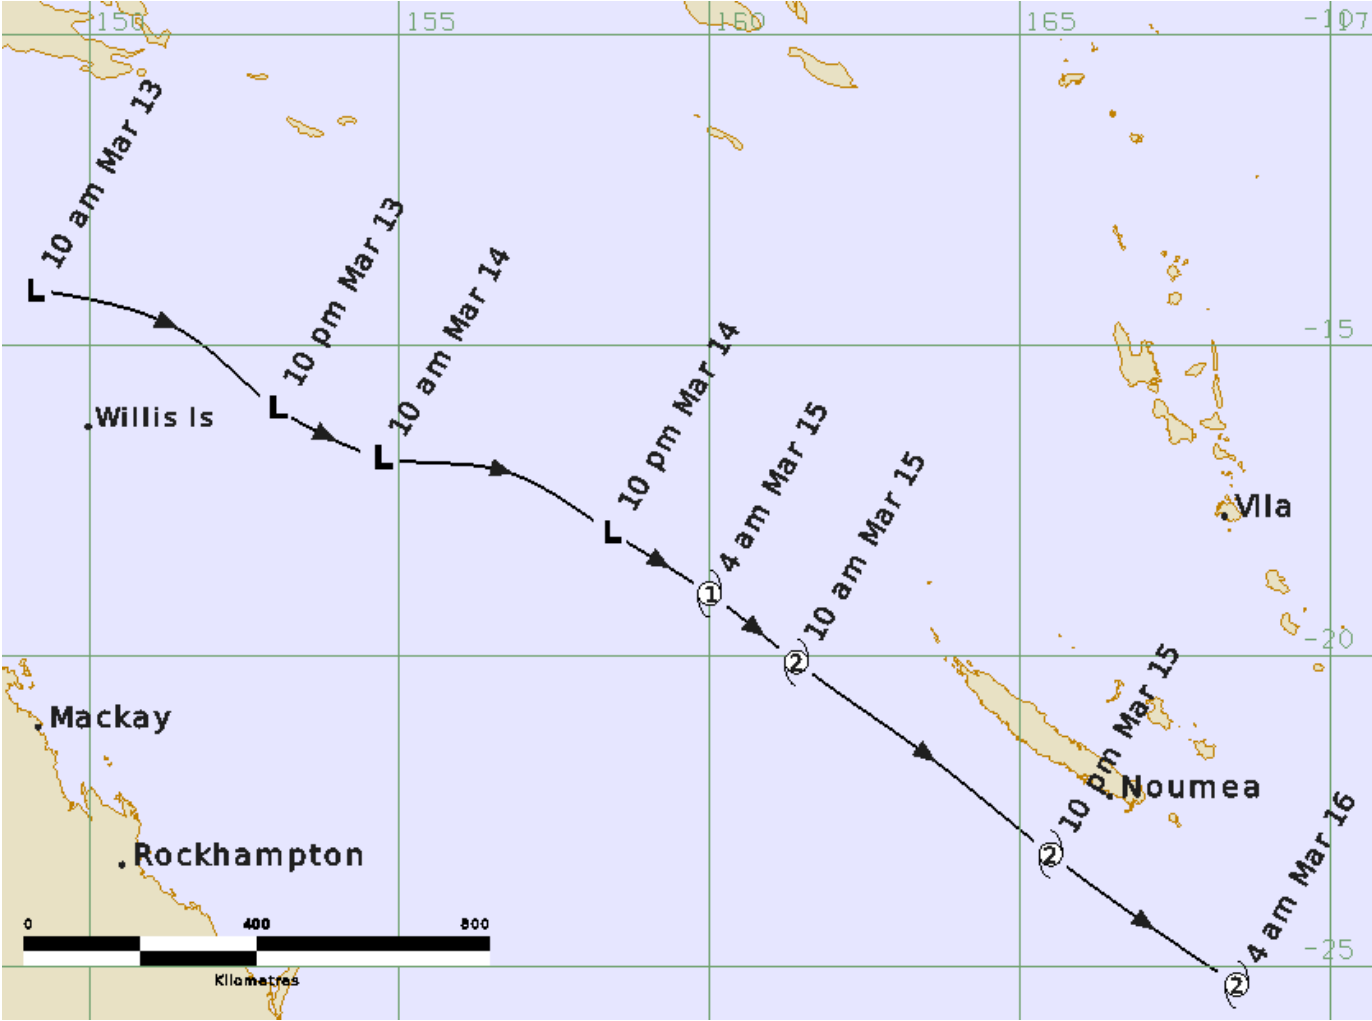 150
155
160
165
-10
17
10 am Mar 13
10 pm Mar 13
10 am Mar 14
10 pm Mar 14
-15
Willis Is
4 am Mar 15
10 am Mar 15
Vila
L
L
L
L
1
2
-20
10 pm Mar 15
Mackay
Noumea
Rockhampton
2
4 am Mar 16
0
400
800
Kilometres
-25
2